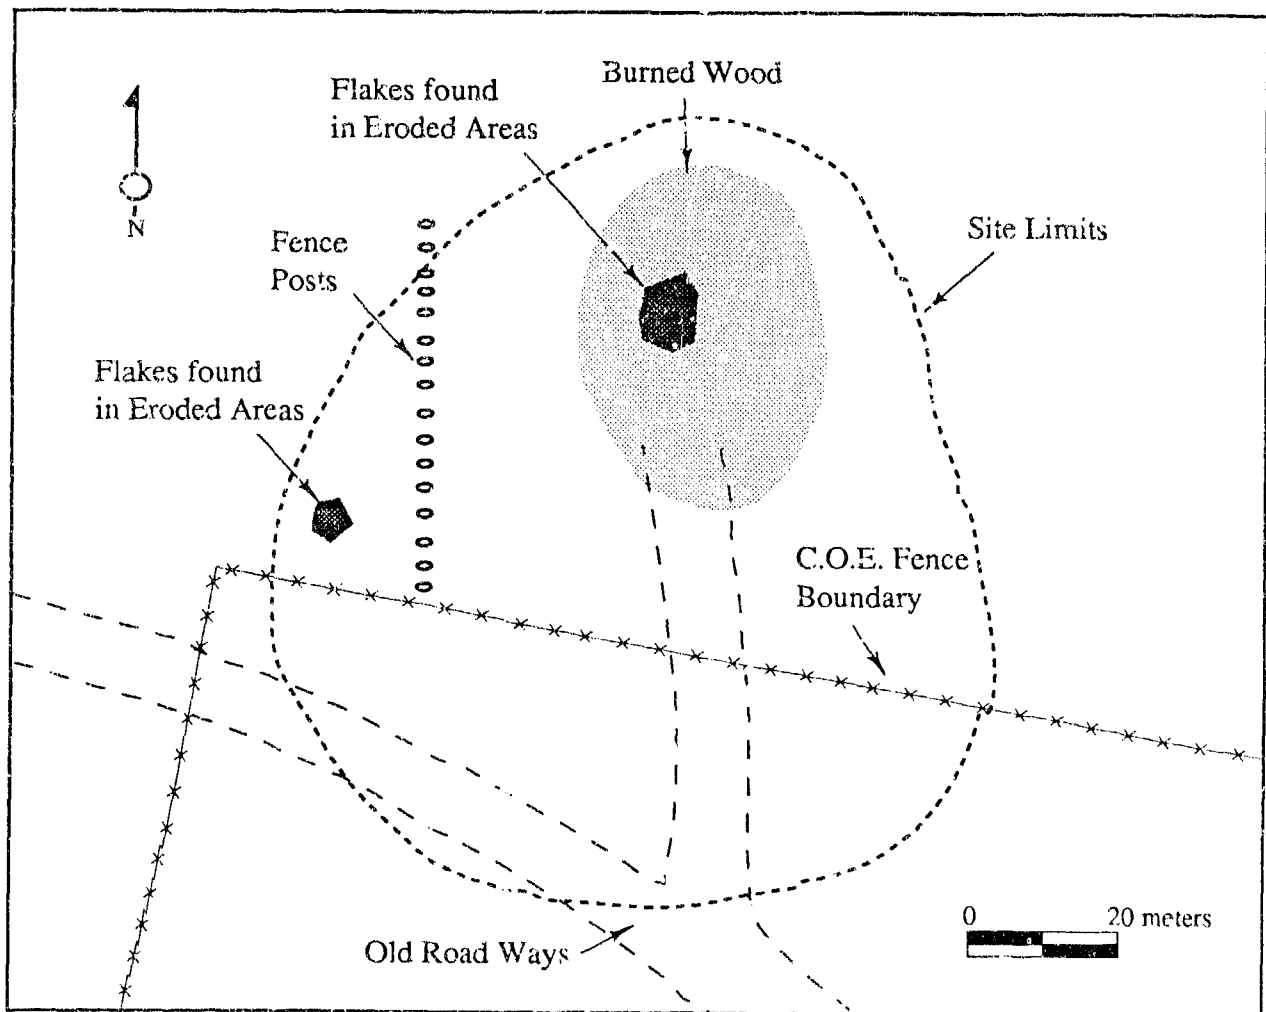 Burned Wood
Flakes found
in Eroded Areas
N
Site Limits
Fence
Posts
Flakes found
in Eroded Areas
C.O.E. Fence
Boundary
0 20 meters
Old Road Ways